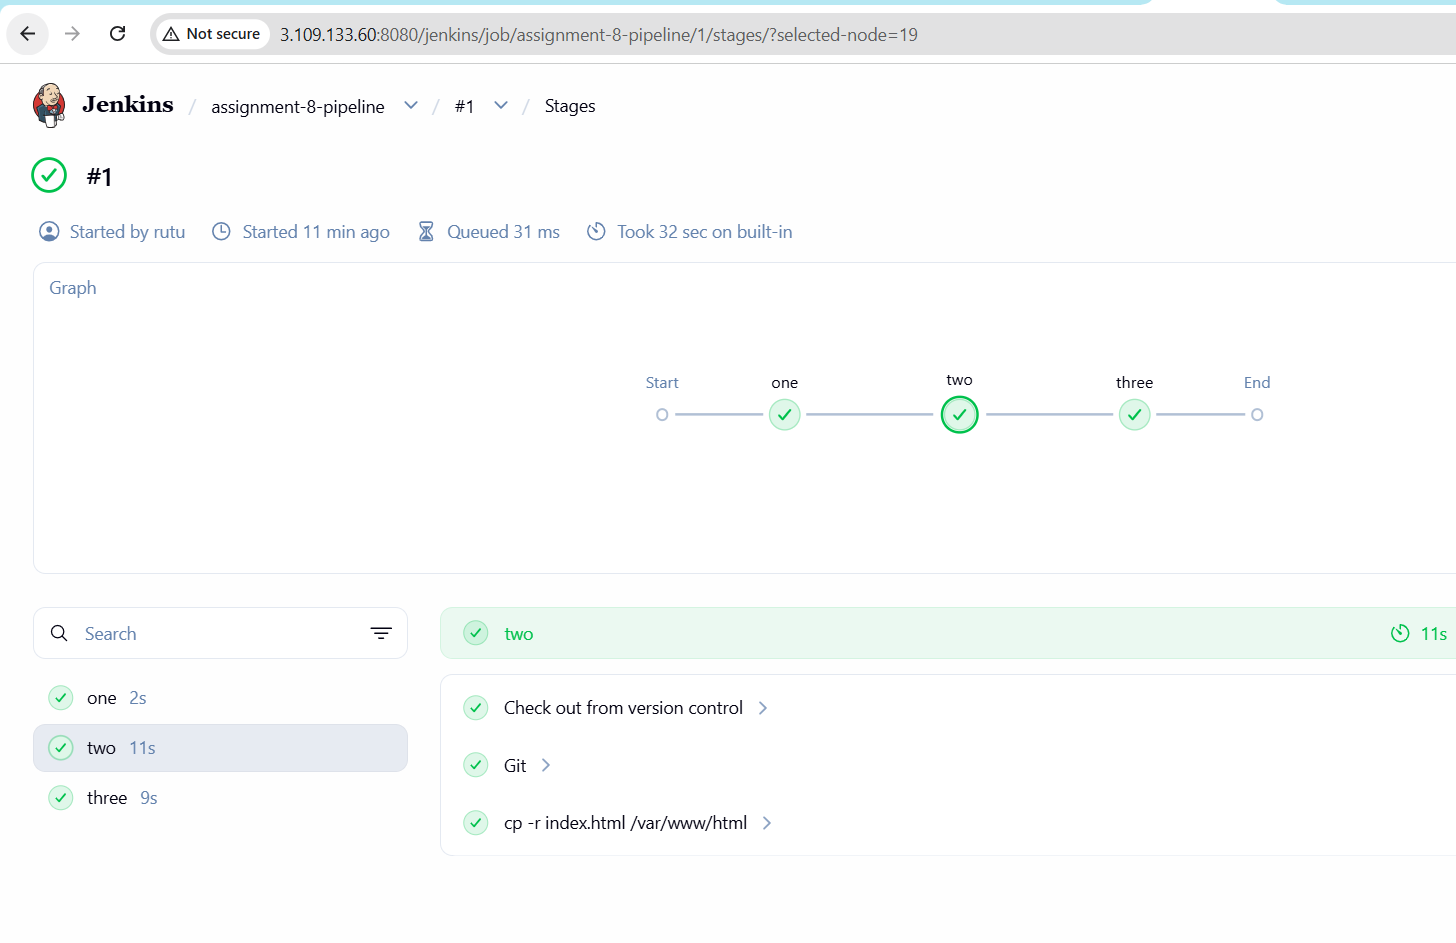 Not secure 3.109.133.60:8080/jenkins/job/assignment-8-pipeline/1/stages/?selected-node=19
Jenkins / assignment-8-pipeline / #1 / Stages
#1
Started by rutu Started 11 min ago Queued 31 ms Took 32 sec on built-in
Graph
Start one two three End
Search
two 11s
one 2s
two 11s
three 9s
Check out from version control
Git
cp -r index.html /var/www/html